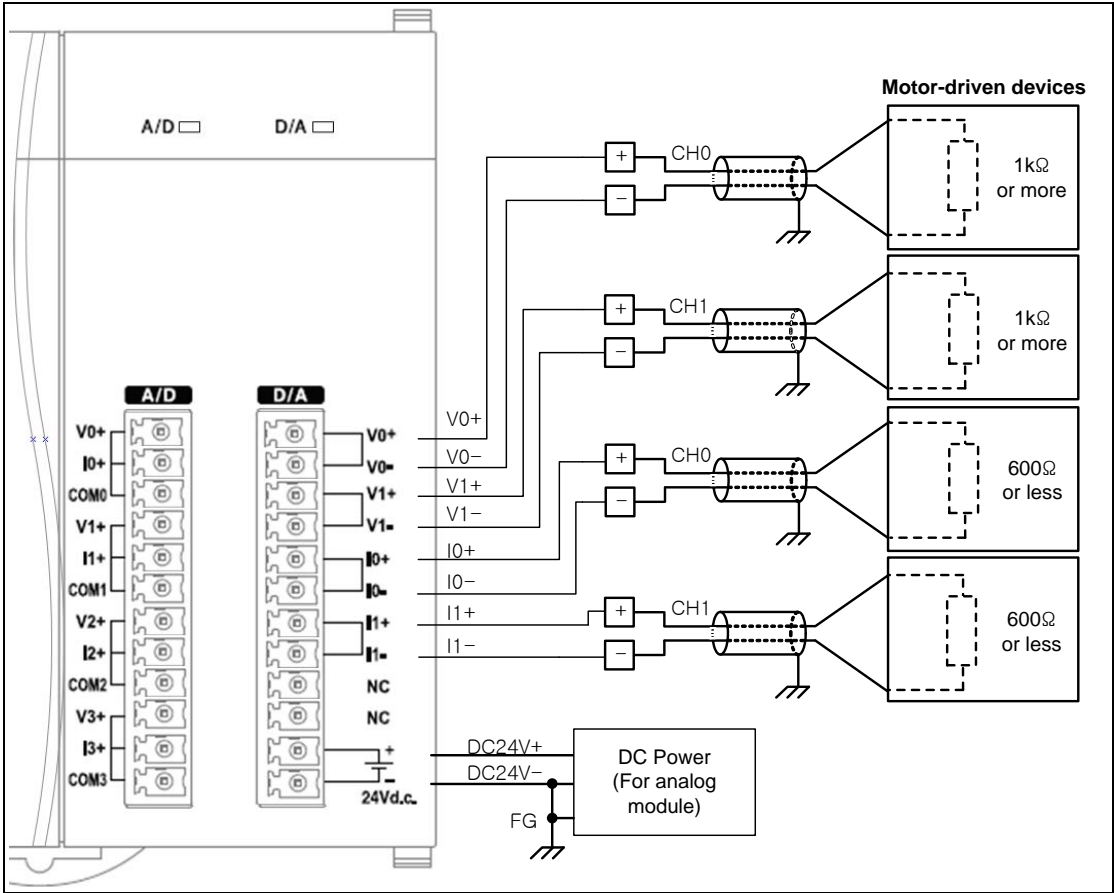 A/D
D/A
Motor-driven devices
CH0
+
−
1kΩ
or more
CH1
+
−
1kΩ
or more
CH0
+
−
600Ω
or less
CH1
+
−
600Ω
or less
A/D
V0+
I0+
COM0
V1+
I1+
COM1
V2+
I2+
COM2
V3+
I3+
COM3
D/A
V0+
V0-
V1+
V1-
I0+
I0-
I1+
I1-
NC
NC
+
-
24Vd.c.
V0+
V0−
V1+
V1−
I0+
I0−
I1+
I1−
DC24V+
DC24V−
FG
DC Power
(For analog
module)